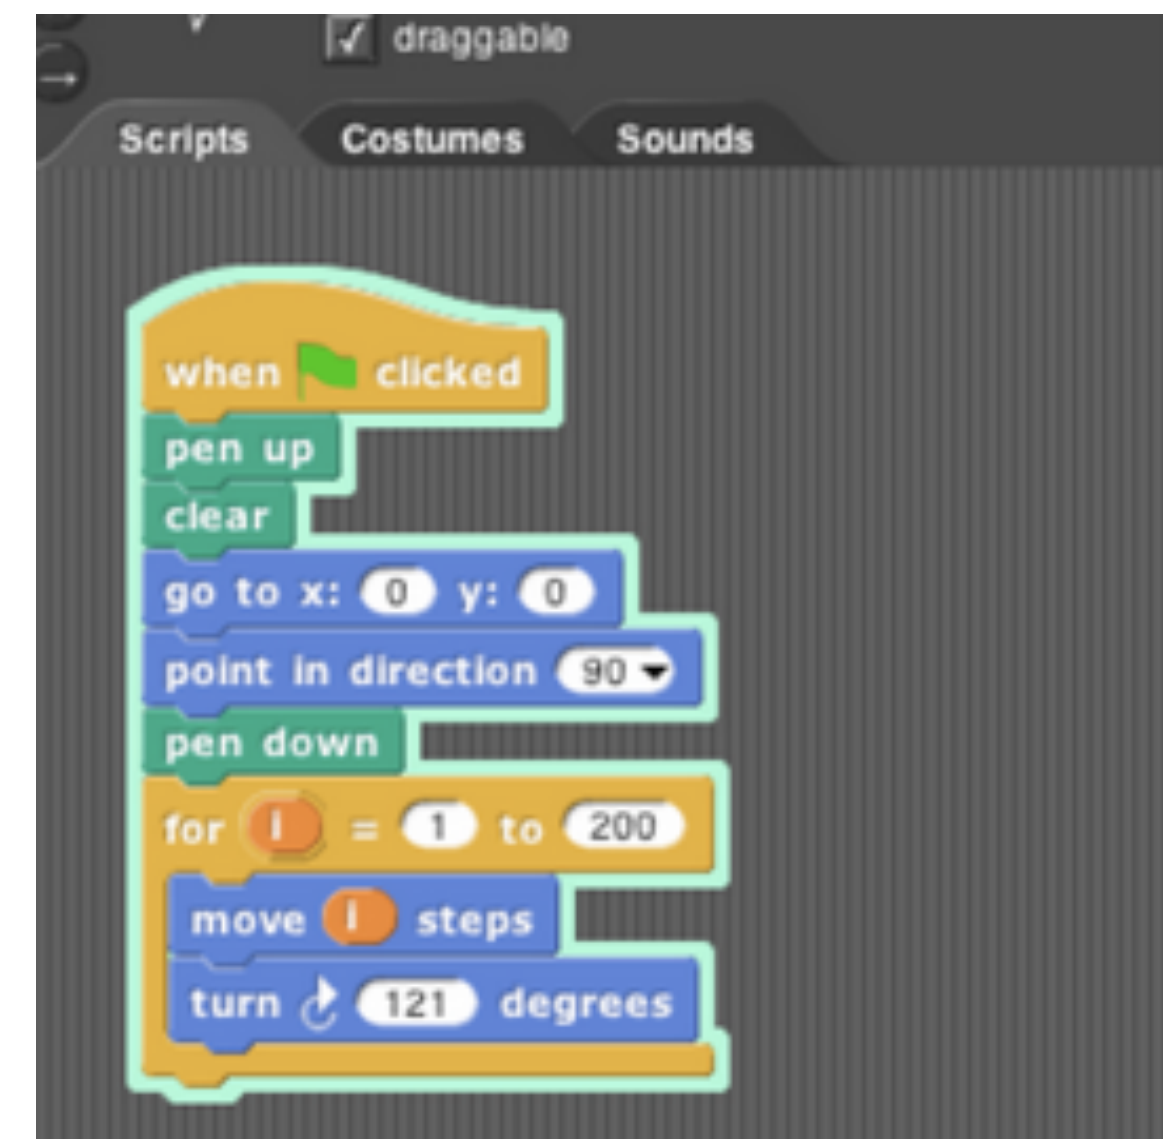 draggable
Scripts Costumes Sounds
when clicked
pen up
clear
go to x: 0 y: 0
point in direction 90
pen down
for i = 1 to 200
move i steps
turn 121 degrees